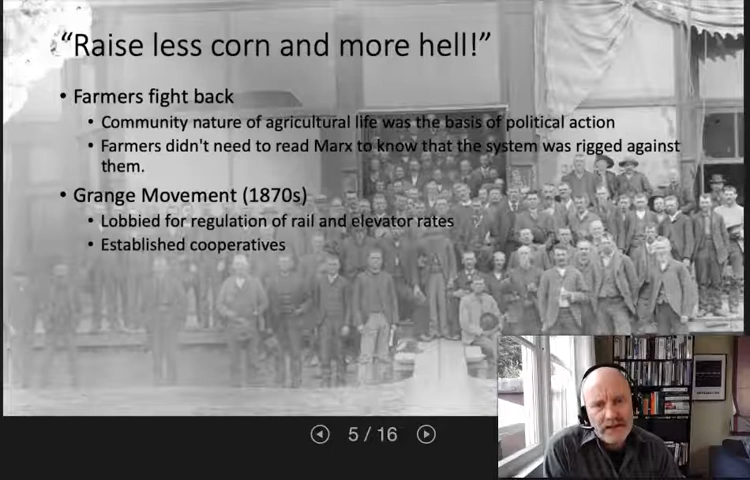 “Raise less corn and more hell!”
• Farmers fight back
• Community nature of agricultural life was the basis of political action
• Farmers didn't need to read Marx to know that the system was rigged against
them.
• Grange Movement (1870s)
• Lobbied for regulation of rail and elevator rates
• Established cooperatives
5 / 16